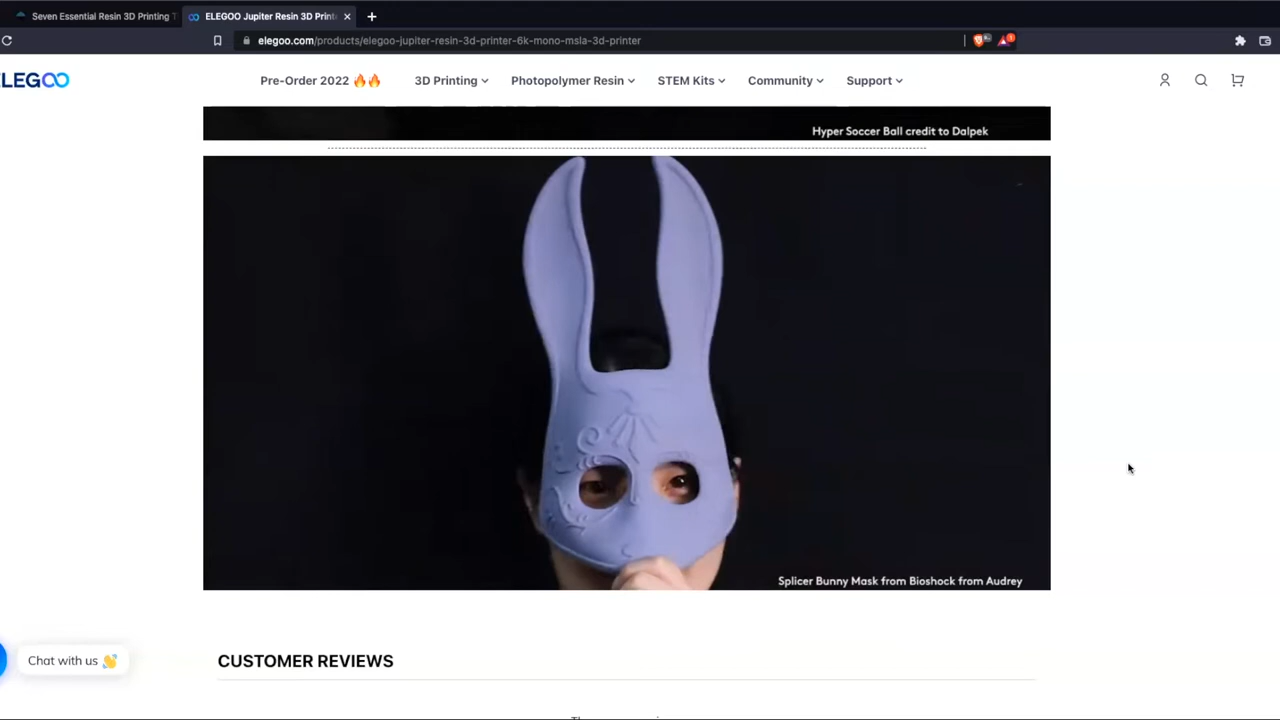 Seven Essential Resin 3D Printing T
ELEGOO Jupiter Resin 3D Print
elegoo.com/products/elegoo-jupiter-resin-3d-printer-6k-mono-msla-3d-printer
1
LEGOO
Pre-Order 2022 🔥🔥
3D Printing
Photopolymer Resin
STEM Kits
Community
Support
Hyper Soccer Ball credit to Dalpek
Splicer Bunny Mask from Bioshock from Audrey
CUSTOMER REVIEWS
Chat with us 👋